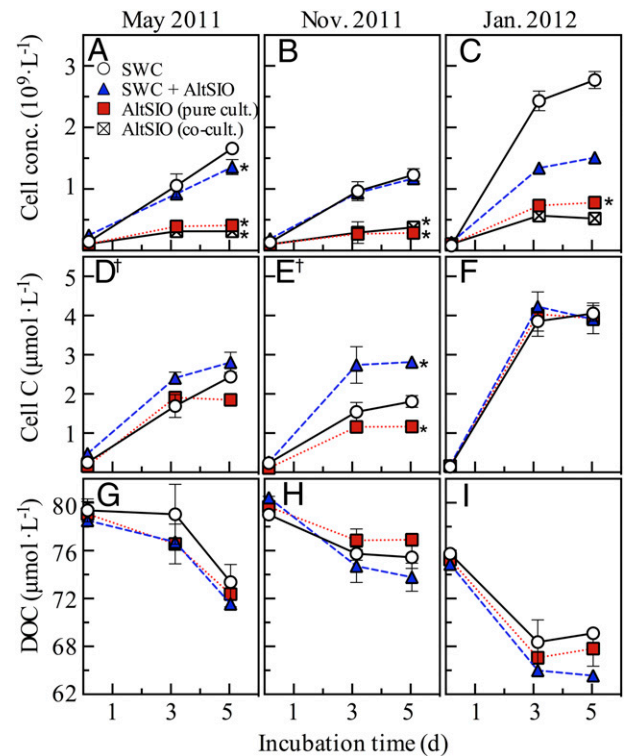 May 2011 Nov. 2011 Jan. 2012
A B C
Cell conc. (10⁹·L⁻¹)
3
2
1
SWC
SWC + AltSIO
AltSIO (pure cult.)
AltSIO (co-cult.)
*
*
*
*
*
*
D† E† F
Cell C (μmol·L⁻¹)
5
4
3
2
1
*
*
G H I
DOC (μmol·L⁻¹)
80
76
72
68
62
1 3 5 1 3 5 1 3 5
Incubation time (d)